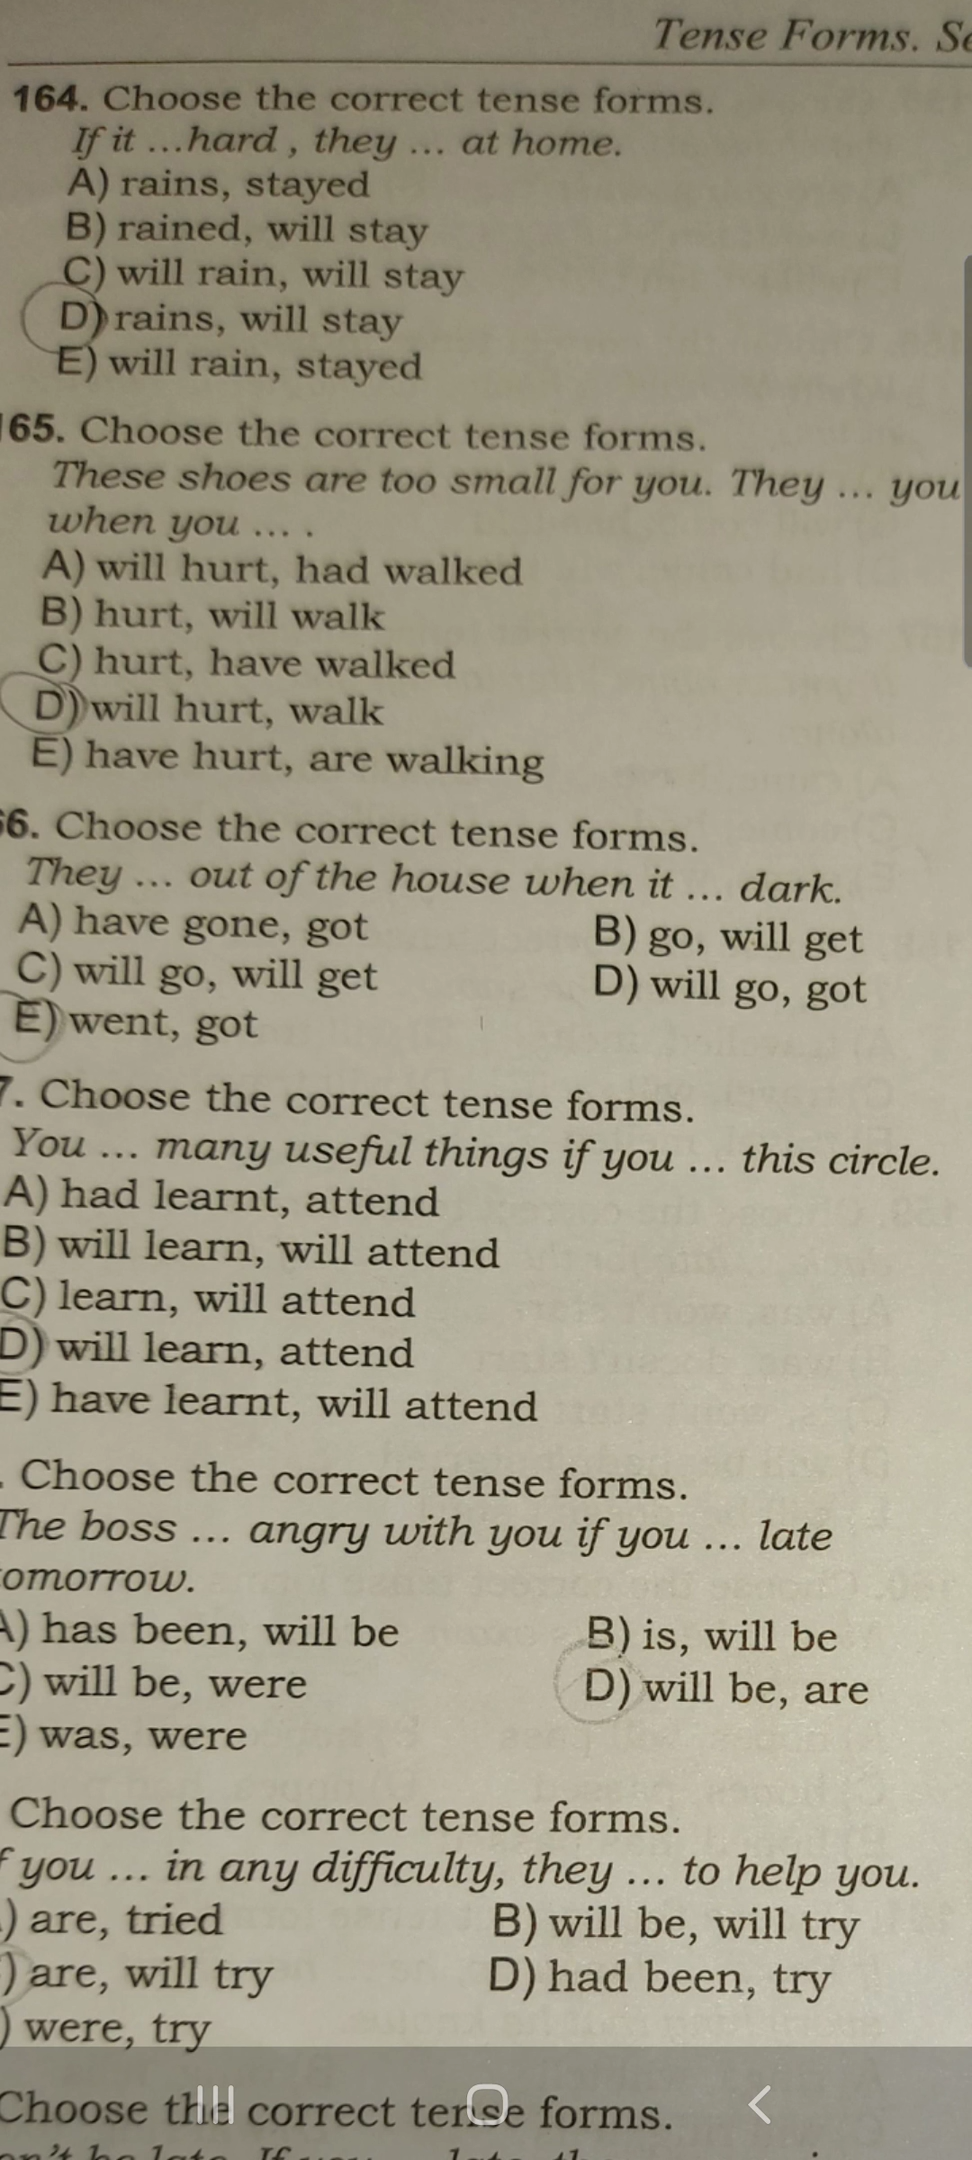 Tense Forms.
164. Choose the correct tense forms.
If it ...hard , they ... at home.
A) rains, stayed
B) rained, will stay
C) will rain, will stay
D) rains, will stay
E) will rain, stayed
165. Choose the correct tense forms.
These shoes are too small for you. They ... you
when you ... .
A) will hurt, had walked
B) hurt, will walk
C) hurt, have walked
D) will hurt, walk
E) have hurt, are walking
6. Choose the correct tense forms.
They ... out of the house when it ... dark.
A) have gone, got
B) go, will get
C) will go, will get
D) will go, got
E) went, got
7. Choose the correct tense forms.
You ... many useful things if you ... this circle.
A) had learnt, attend
B) will learn, will attend
C) learn, will attend
D) will learn, attend
E) have learnt, will attend
. Choose the correct tense forms.
The boss ... angry with you if you ... late
omorrow.
A) has been, will be
B) is, will be
C) will be, were
D) will be, are
E) was, were
Choose the correct tense forms.
f you ... in any difficulty, they ... to help you.
) are, tried
B) will be, will try
) are, will try
D) had been, try
) were, try
Choose the correct tense forms.